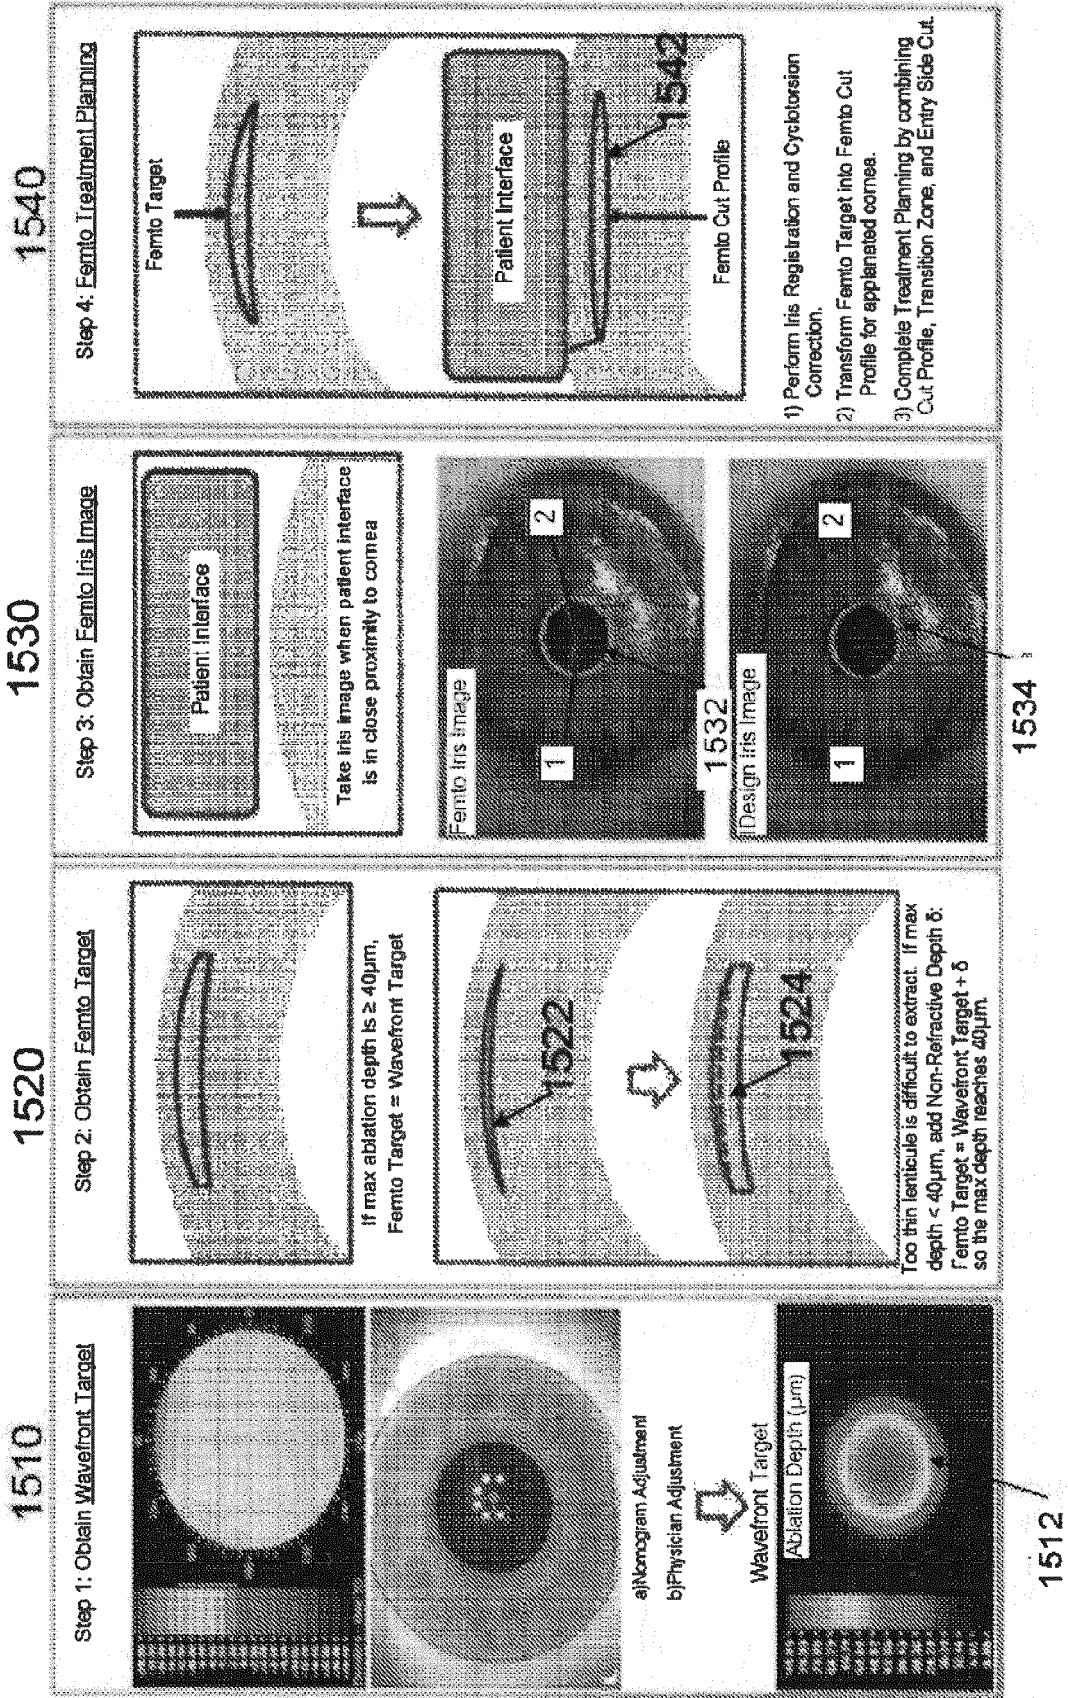 1510
Step 1: Obtain Wavefront Target
a)Nomogram Adjustment
b)Physician Adjustment
Wavefront Target
Ablation Depth (µm)
1512
1520
Step 2: Obtain Femto Target
If max ablation depth is ≥ 40µm,
Femto Target = Wavefront Target
1522
1524
Too thin lenticule is difficult to extract. If max
depth < 40µm, add Non-Refractive Depth δ:
Femto Target = Wavefront Target + δ
so the max depth reaches 40µm.
1530
Step 3: Obtain Femto Iris Image
Patient Interface
Take iris image when patient interface
is in close proximity to cornea
Femto Iris Image
1
2
1532
Design Iris Image
1
2
1534
1540
Step 4: Femto Treatment Planning
Femto Target
Patient Interface
1542
Femto Cut Profile
1) Perform Iris Registration and Cyclotorsion
Correction.
2) Transform Femto Target into Femto Cut
Profile for applanated cornea.
3) Complete Treatment Planning by combining
Cut Profile, Transition Zone, and Entry Side Cut.